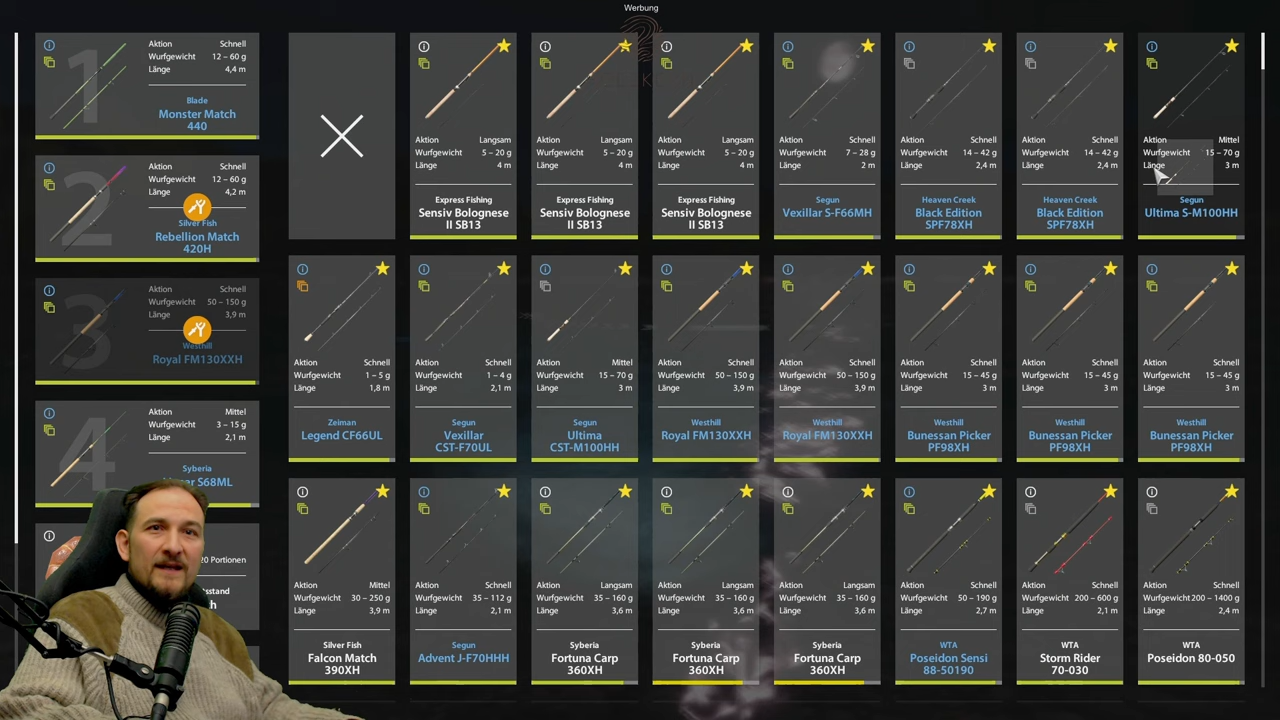 Werbung
1
Aktion Schnell
Wurfgewicht 12 – 60 g
Länge 4,4 m
Blade
Monster Match
440
2
Aktion Schnell
Wurfgewicht 12 – 60 g
Länge 4,2 m
Silver Fish
Rebellion Match
420H
3
Aktion Schnell
Wurfgewicht 50 – 150 g
Länge 3,9 m
Westhill
Royal FM130XXH
4
Aktion Mittel
Wurfgewicht 3 – 15 g
Länge 2,1 m
Syberia
S68ML
20 Portionen
Aktion Langsam
Wurfgewicht 5 – 20 g
Länge 4 m
Express Fishing
Sensiv Bolognese
II SB13
Aktion Langsam
Wurfgewicht 5 – 20 g
Länge 4 m
Express Fishing
Sensiv Bolognese
II SB13
Aktion Langsam
Wurfgewicht 5 – 20 g
Länge 4 m
Express Fishing
Sensiv Bolognese
II SB13
Aktion Schnell
Wurfgewicht 7 – 28 g
Länge 2 m
Segun
Vexillar S-F66MH
Aktion Schnell
Wurfgewicht 14 – 42 g
Länge 2,4 m
Heaven Creek
Black Edition
SPF78XH
Aktion Schnell
Wurfgewicht 14 – 42 g
Länge 2,4 m
Heaven Creek
Black Edition
SPF78XH
Aktion Mittel
Wurfgewicht 15 – 70 g
Länge 3 m
Segun
Ultima S-M100HH
Aktion Schnell
Wurfgewicht 1 – 5 g
Länge 1,8 m
Zeiman
Legend CF66UL
Aktion Schnell
Wurfgewicht 1 – 4 g
Länge 2,1 m
Segun
Vexillar
CST-F70UL
Aktion Mittel
Wurfgewicht 15 – 70 g
Länge 3 m
Segun
Ultima
CST-M100HH
Aktion Schnell
Wurfgewicht 50 – 150 g
Länge 3,9 m
Westhill
Royal FM130XXH
Aktion Schnell
Wurfgewicht 50 – 150 g
Länge 3,9 m
Westhill
Royal FM130XXH
Aktion Schnell
Wurfgewicht 15 – 45 g
Länge 3 m
Westhill
Bunessan Picker
PF98XH
Aktion Schnell
Wurfgewicht 15 – 45 g
Länge 3 m
Westhill
Bunessan Picker
PF98XH
Aktion Schnell
Wurfgewicht 15 – 45 g
Länge 3 m
Westhill
Bunessan Picker
PF98XH
Aktion Mittel
Wurfgewicht 30 – 250 g
Länge 3,9 m
Silver Fish
Falcon Match
390XH
Aktion Schnell
Wurfgewicht 35 – 112 g
Länge 2,1 m
Segun
Advent J-F70HHH
Aktion Langsam
Wurfgewicht 35 – 160 g
Länge 3,6 m
Syberia
Fortuna Carp
360XH
Aktion Langsam
Wurfgewicht 35 – 160 g
Länge 3,6 m
Syberia
Fortuna Carp
360XH
Aktion Langsam
Wurfgewicht 35 – 160 g
Länge 3,6 m
Syberia
Fortuna Carp
360XH
Aktion Schnell
Wurfgewicht 50 – 190 g
Länge 2,7 m
WTA
Poseidon Sensi
88-50190
Aktion Schnell
Wurfgewicht 200 – 600 g
Länge 2,1 m
WTA
Storm Rider
70-030
Aktion Schnell
Wurfgewicht 200 – 1400 g
Länge 2,4 m
WTA
Poseidon 80-050